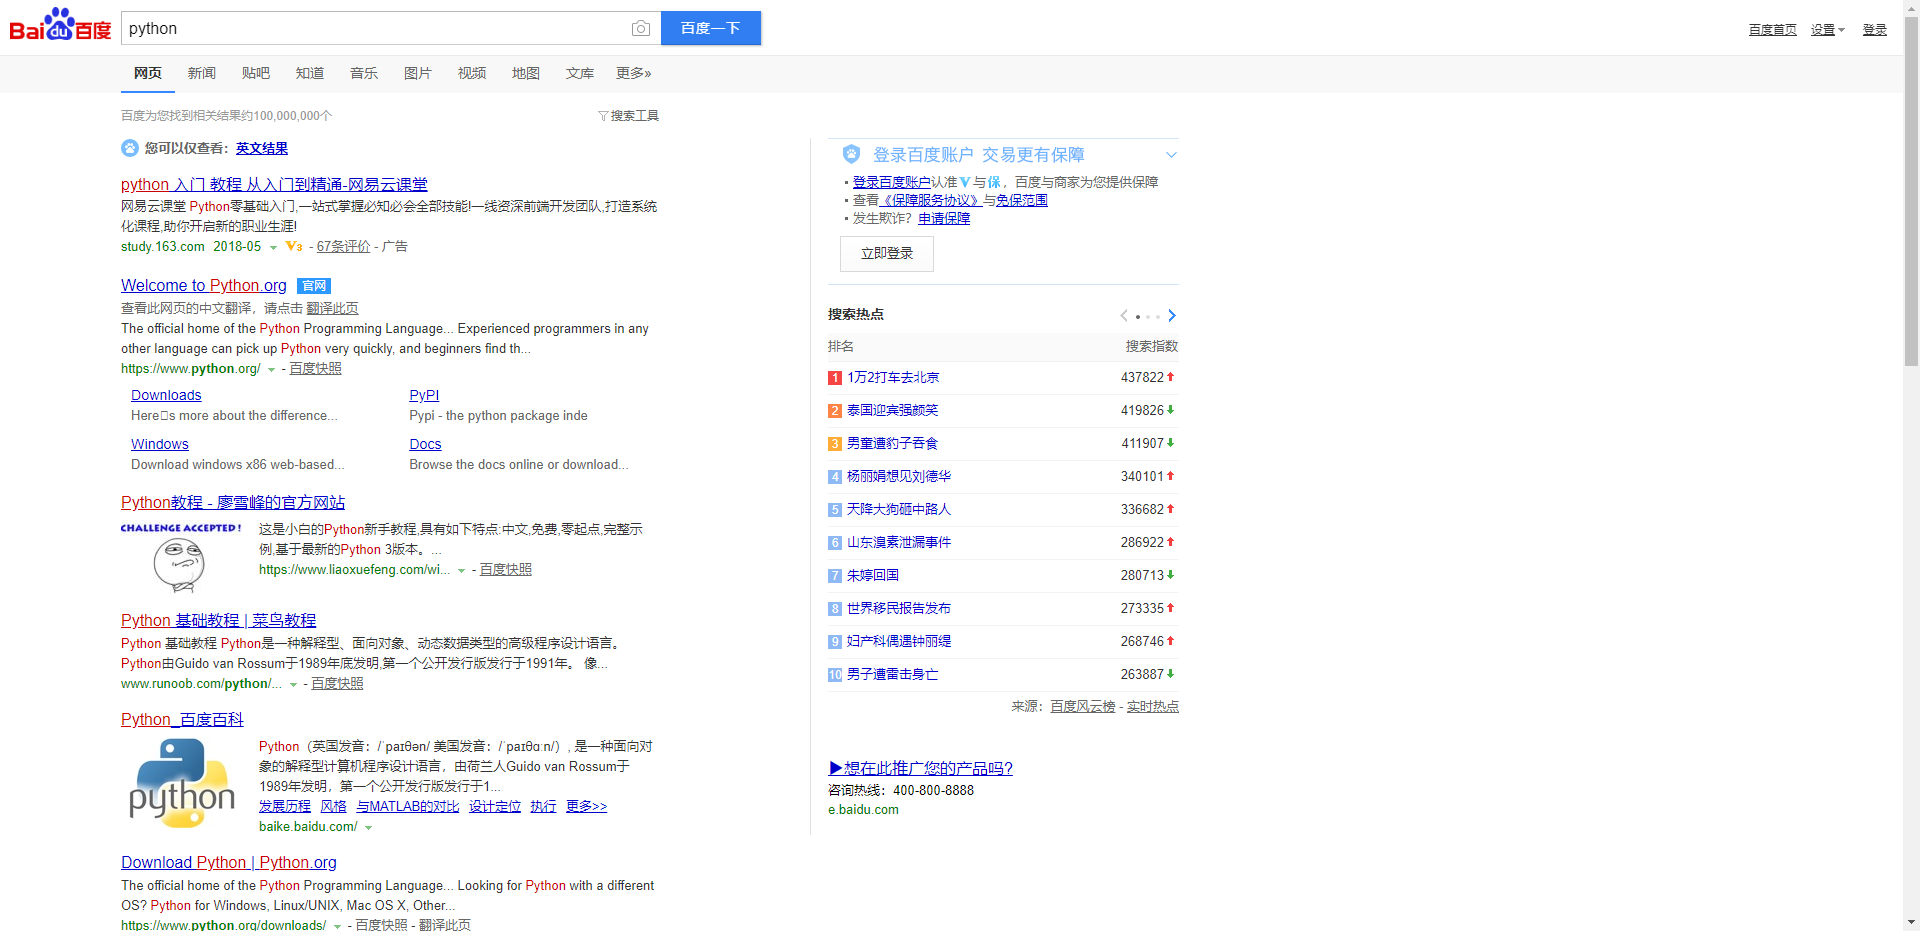 Baidu百度 python 百度一下 百度首页 设置 登录
网页 新闻 贴吧 知道 音乐 图片 视频 地图 文库 更多»
百度为您找到相关结果约100,000,000个 搜索工具
您可以仅查看：英文结果
python 入门 教程 从入门到精通-网易云课堂
网易云课堂 Python零基础入门,一站式掌握必知必会全部技能!一线资深前端开发团队,打造系统
化课程,助你开启新的职业生涯!
study.163.com 2018-05 V3 - 67条评价 - 广告
Welcome to Python.org 官网
查看此网页的中文翻译，请点击 翻译此页
The official home of the Python Programming Language... Experienced programmers in any
other language can pick up Python very quickly, and beginners find th...
https://www.python.org/ - 百度快照
Downloads PyPI
Here□s more about the difference... Pypi - the python package inde
Windows Docs
Download windows x86 web-based... Browse the docs online or download...
Python教程 - 廖雪峰的官方网站
CHALLENGE ACCEPTED!
这是小白的Python新手教程,具有如下特点:中文,免费,零起点,完整示
例,基于最新的Python 3版本。...
https://www.liaoxuefeng.com/wi... - 百度快照
Python 基础教程 | 菜鸟教程
Python 基础教程 Python是一种解释型、面向对象、动态数据类型的高级程序设计语言。
Python由Guido van Rossum于1989年底发明,第一个公开发行版发行于1991年。 像...
www.runoob.com/python/... - 百度快照
Python_百度百科
python
Python（英国发音：/ˈpaɪθən/ 美国发音：/ˈpaɪθɑːn/）, 是一种面向对
象的解释型计算机程序设计语言，由荷兰人Guido van Rossum于
1989年发明，第一个公开发行版发行于1...
发展历程 风格 与MATLAB的对比 设计定位 执行 更多>>
baike.baidu.com/
Download Python | Python.org
The official home of the Python Programming Language... Looking for Python with a different
OS? Python for Windows, Linux/UNIX, Mac OS X, Other...
https://www.python.org/downloads/ - 百度快照 - 翻译此页
登录百度账户 交易更有保障
登录百度账户认准V与保，百度与商家为您提供保障
查看《保障服务协议》与免保范围
发生欺诈？申请保障
立即登录
搜索热点
排名 搜索指数
1 1万2打车去北京 437822
2 泰国迎宾强颜笑 419826
3 男童遭豹子吞食 411907
4 杨丽娟想见刘德华 340101
5 天降大狗砸中路人 336682
6 山东溴素泄漏事件 286922
7 朱婷回国 280713
8 世界移民报告发布 273335
9 妇产科偶遇钟丽缇 268746
10 男子遭雷击身亡 263887
来源：百度风云榜 - 实时热点
▶想在此推广您的产品吗?
咨询热线：400-800-8888
e.baidu.com